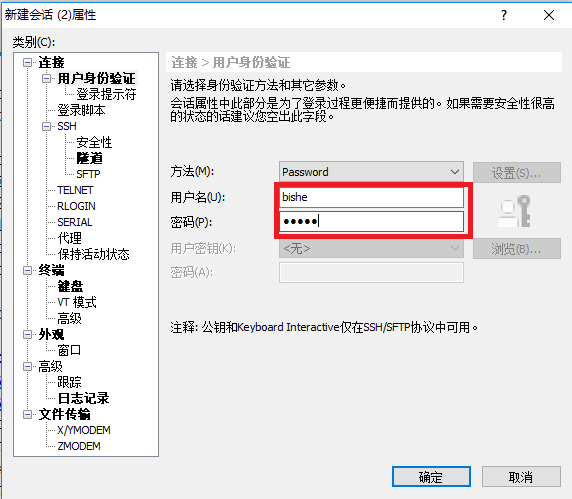 新建会话 (2)属性
类别(C):
连接
用户身份验证
登录提示符
登录脚本
SSH
安全性
隧道
SFTP
TELNET
RLOGIN
SERIAL
代理
保持活动状态
终端
键盘
VT 模式
高级
外观
窗口
高级
跟踪
日志记录
文件传输
X/YMODEM
ZMODEM
连接 > 用户身份验证
请选择身份验证方法和其它参数。
会话属性中此部分是为了登录过程更便捷而提供的。如果需要安全性很高
的状态的话建议您空出此字段。
方法(M): Password 设置(S)...
用户名(U): bishe
密码(P): ●●●●●
用户密钥(K): <无> 浏览(B)...
密码(A):
注释: 公钥和Keyboard Interactive仅在SSH/SFTP协议中可用。
确定 取消